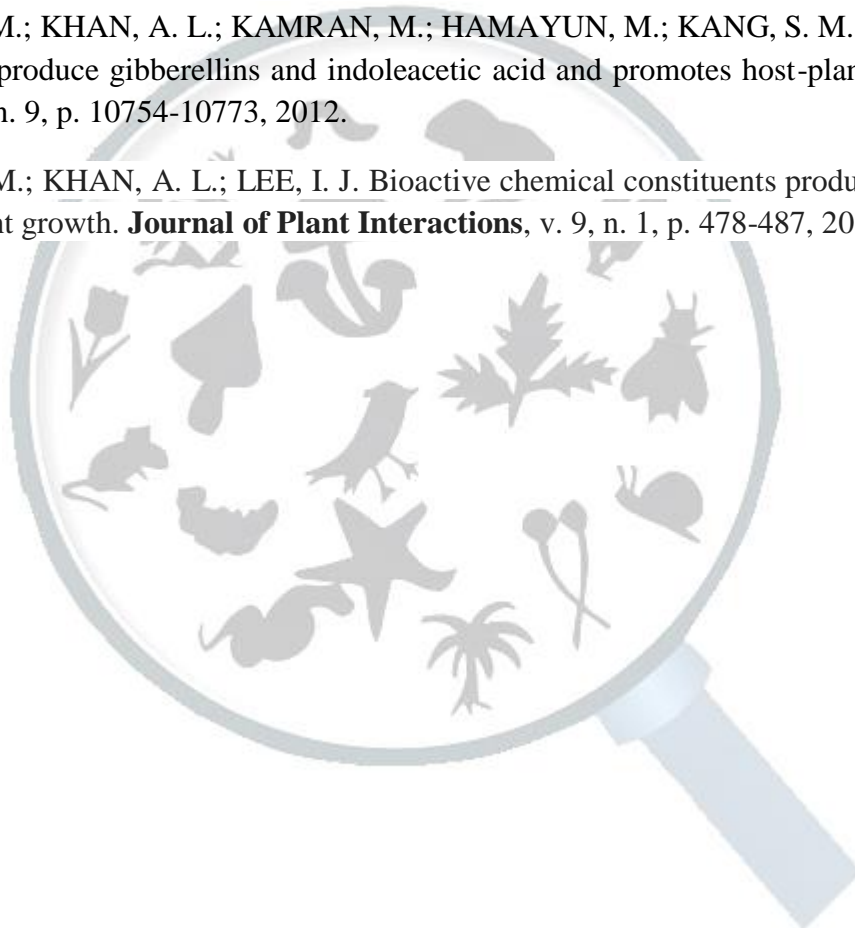 M.; KHAN, A. L.; KAMRAN, M.; HAMAYUN, M.; KANG, S. M.
produce gibberellins and indoleacetic acid and promotes host-plan
n. 9, p. 10754-10773, 2012.
M.; KHAN, A. L.; LEE, I. J. Bioactive chemical constituents produ
nt growth. Journal of Plant Interactions, v. 9, n. 1, p. 478-487, 20